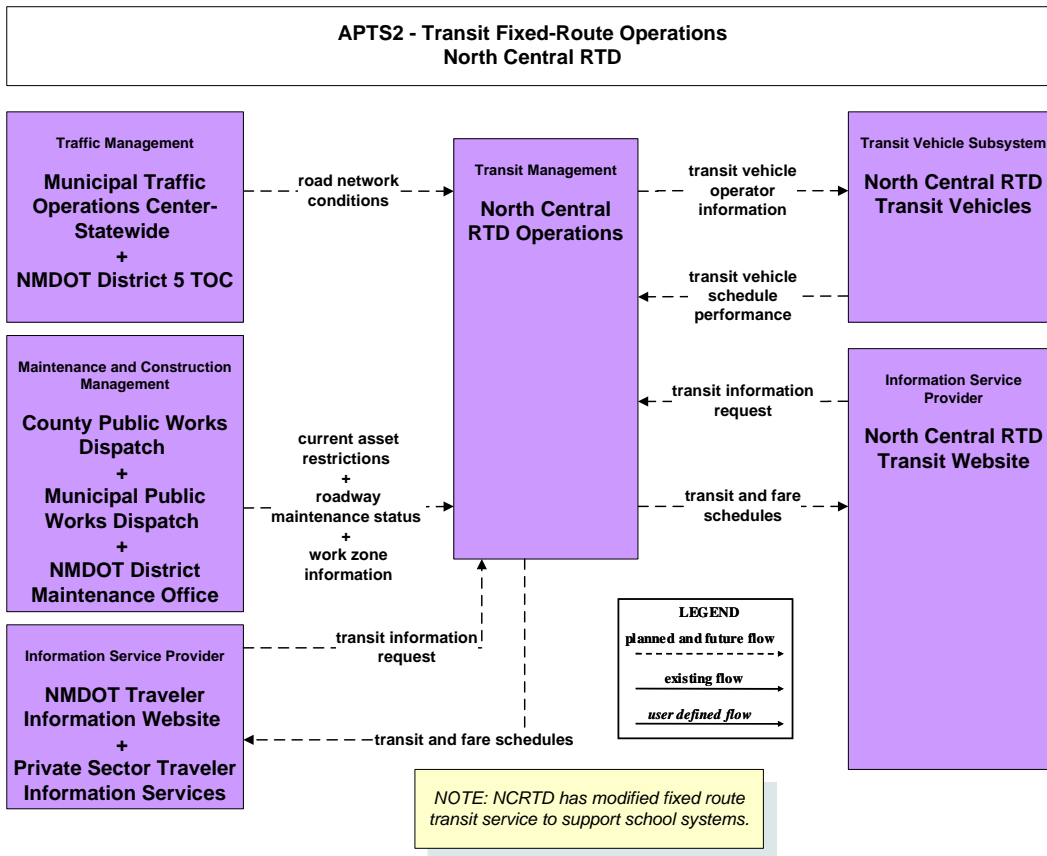 APTS2 - Transit Fixed-Route Operations
North Central RTD
Traffic Management
Municipal Traffic
Operations Center-
Statewide
+
NMDOT District 5 TOC
road network
conditions
Transit Management
North Central
RTD Operations
transit vehicle
operator
information
transit vehicle
schedule
performance
Transit Vehicle Subsystem
North Central RTD
Transit Vehicles
Maintenance and Construction
Management
County Public Works
Dispatch
+
Municipal Public
Works Dispatch
+
NMDOT District
Maintenance Office
current asset
restrictions
+
roadway
maintenance status
+
work zone
information
transit information
request
transit and fare
schedules
Information Service
Provider
North Central RTD
Transit Website
Information Service Provider
NMDOT Traveler
Information Website
+
Private Sector Traveler
Information Services
transit information
request
transit and fare schedules
LEGEND
planned and future flow
existing flow
user defined flow
NOTE: NCRTD has modified fixed route
transit service to support school systems.